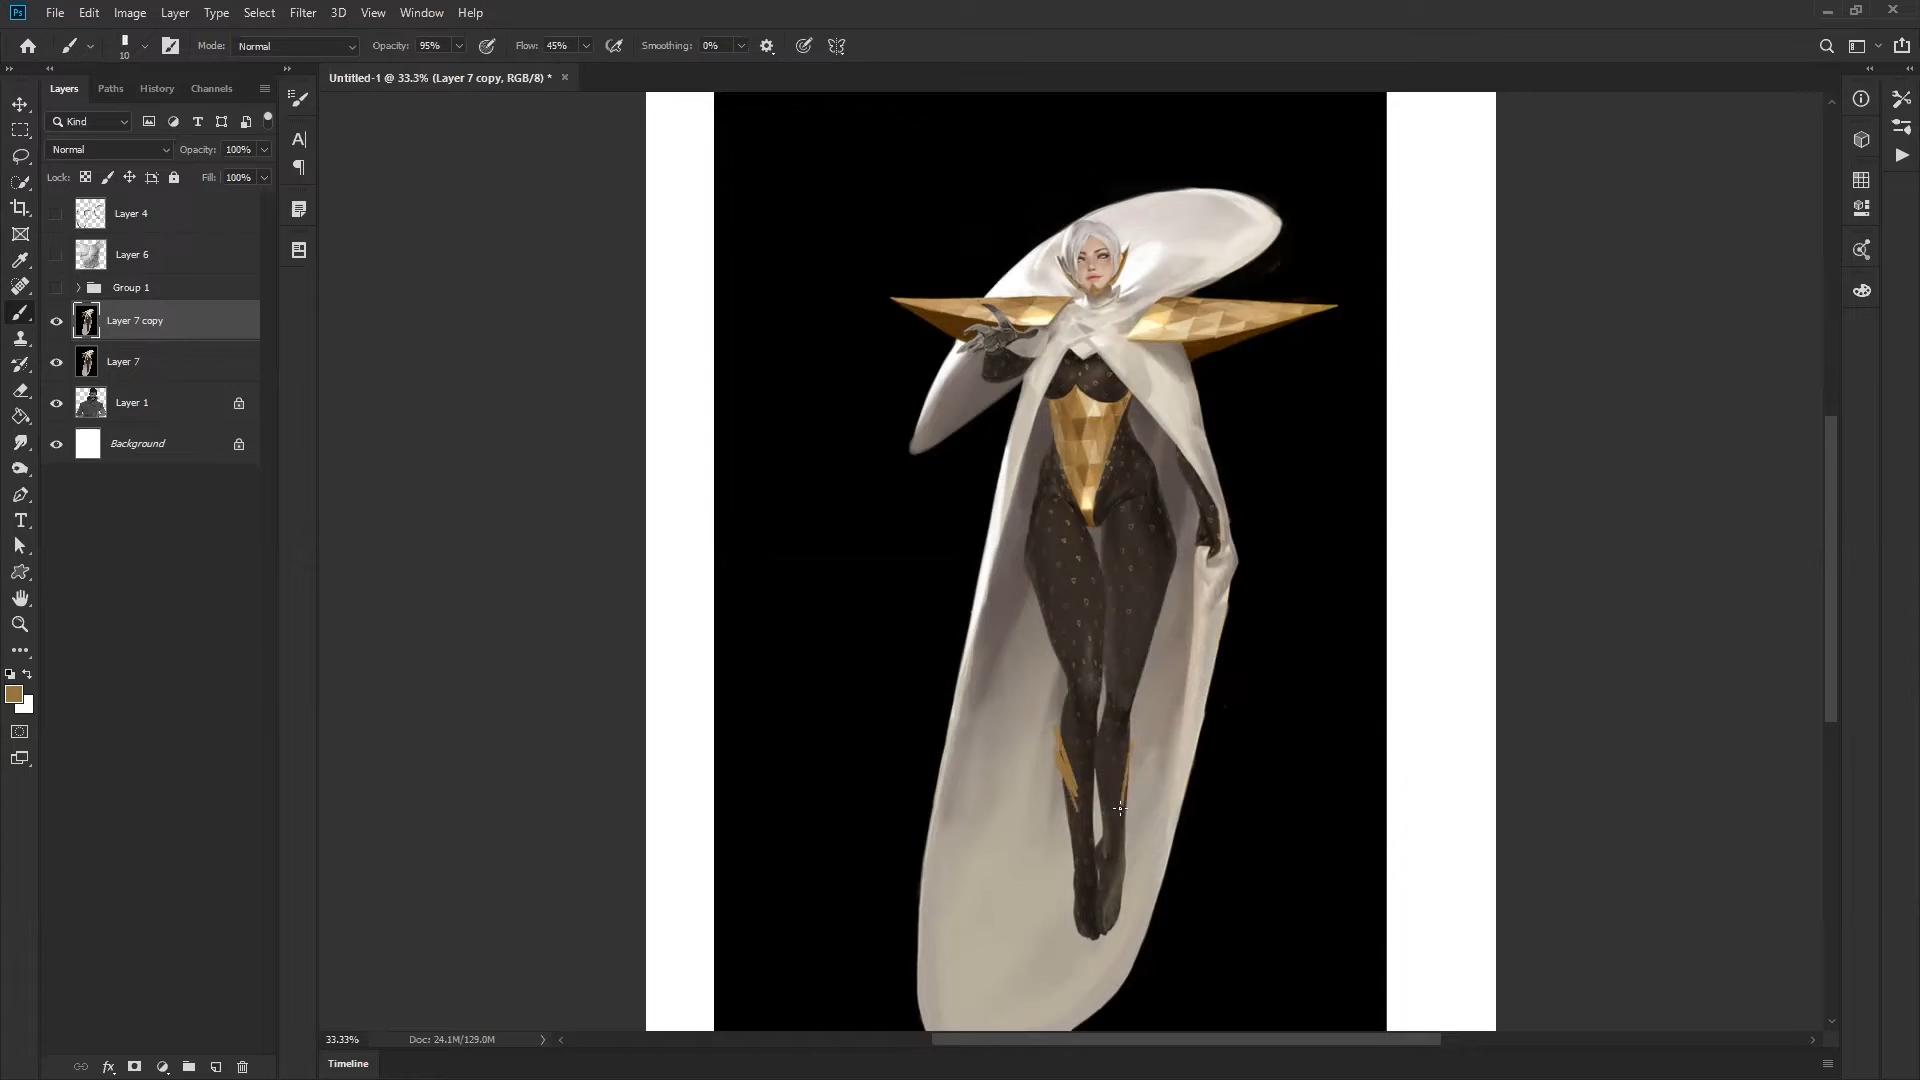 Ps File Edit Image Layer Type Select Filter 3D View Window Help
10 Mode: Normal Opacity: 95% Flow: 45% Smoothing: 0%
Untitled-1 @ 33.3% (Layer 7 copy, RGB/8) *
Layers Paths History Channels
Kind
Normal Opacity: 100%
Lock: Fill: 100%
Layer 4
Layer 6
Group 1
Layer 7 copy
Layer 7
Layer 1
Background
33.33% Doc: 24.1M/129.0M
Timeline